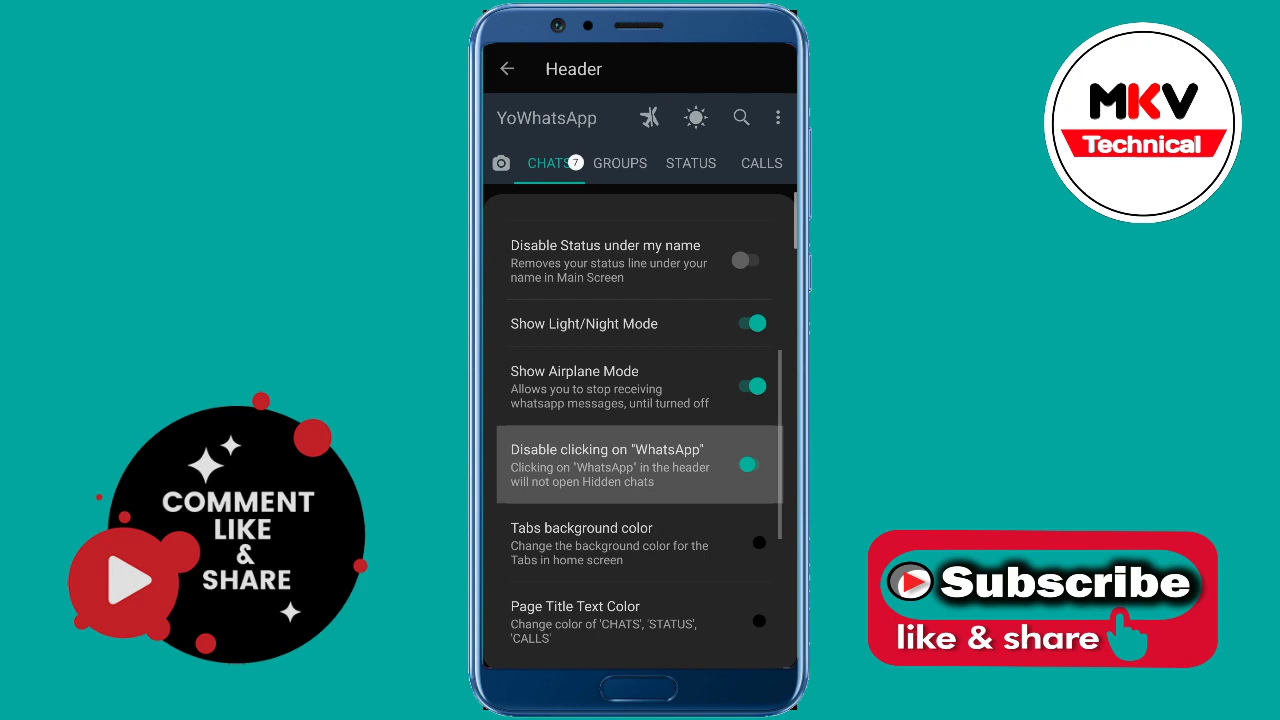 Header
YoWhatsApp
CHATS 7 GROUPS STATUS CALLS
Disable Status under my name
Removes your status line under your
name in Main Screen
Show Light/Night Mode
Show Airplane Mode
Allows you to stop receiving
whatsapp messages, until turned off
Disable clicking on "WhatsApp"
Clicking on "WhatsApp" in the header
will not open Hidden chats
Tabs background color
Change the background color for the
Tabs in home screen
Page Title Text Color
Change color of 'CHATS', 'STATUS',
'CALLS'
MKV
Technical
COMMENT
LIKE
&
SHARE
Subscribe
like & share